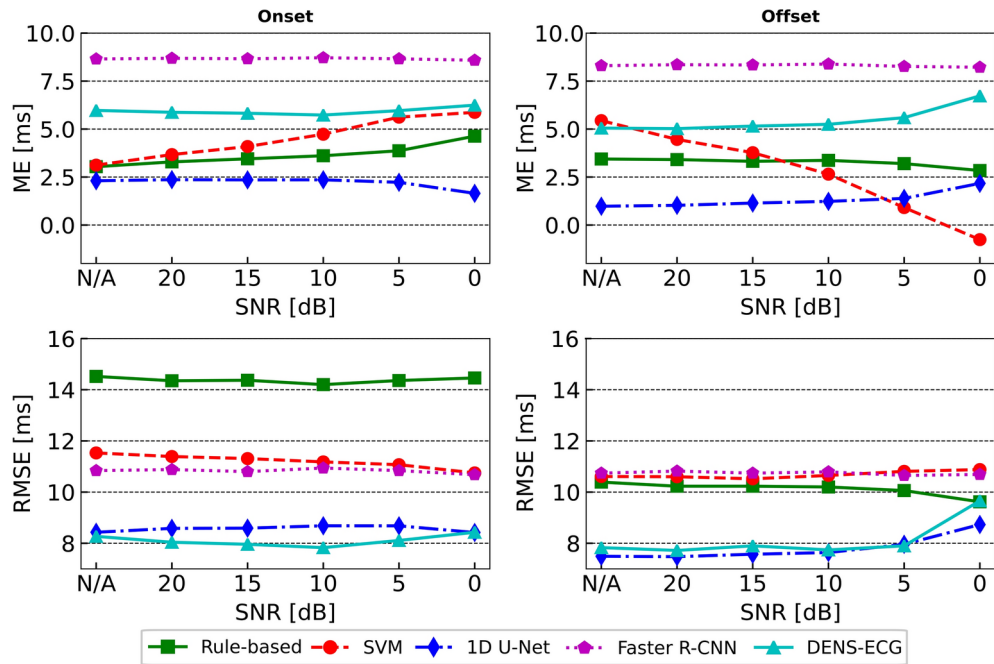 Onset
10.0
7.5
5.0
2.5
0.0
ME [ms]
N/A 20 15 10 5 0
SNR [dB]
Offset
10.0
7.5
5.0
2.5
0.0
ME [ms]
N/A 20 15 10 5 0
SNR [dB]
16
14
12
10
8
RMSE [ms]
N/A 20 15 10 5 0
SNR [dB]
16
14
12
10
8
RMSE [ms]
N/A 20 15 10 5 0
SNR [dB]
Rule-based SVM 1D U-Net Faster R-CNN DENS-ECG